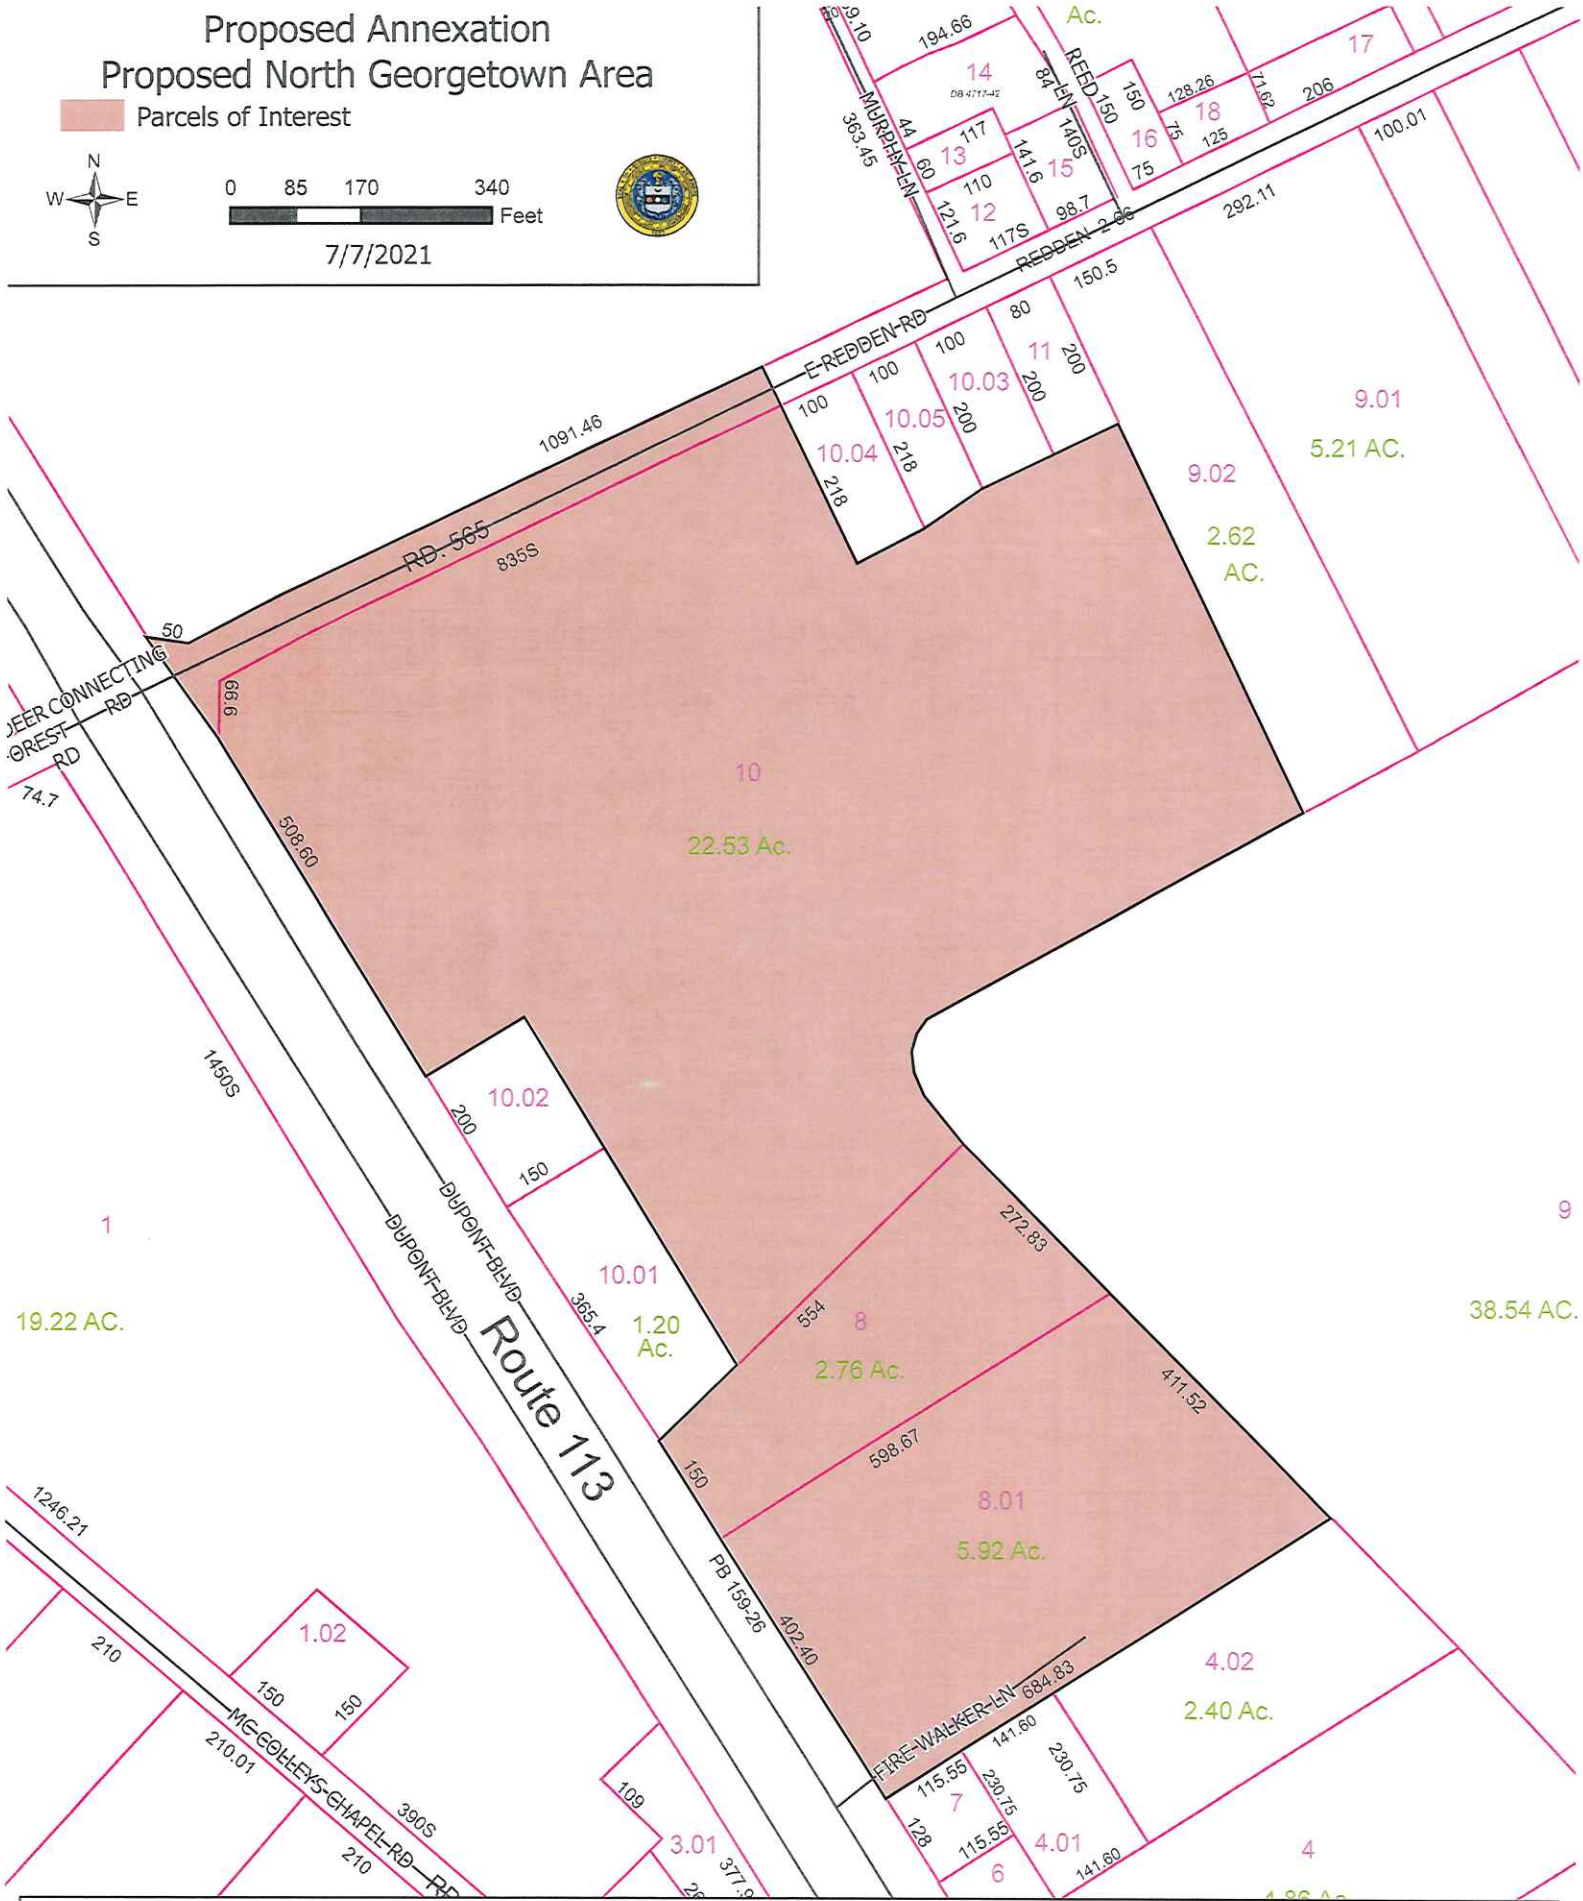 Proposed Annexation
Proposed North Georgetown Area
Parcels of Interest
N
W E
S
0 85 170 340
Feet
7/7/2021
Ac.
194.66
14
DB 4717-42
84
REED
LN
150
150
128.26
71.62
17
206
18
16
75
125
75
100.01
MURPHY-LN
363.45
44
117
13
60
141.6
140S
15
110
12
121.6
117S
98.7
292.11
150.5
E-REDDEN-RD
80
100
11
200
100
10.03
200
100
10.05
200
10.04
218
218
9.01
5.21 AC.
9.02
2.62
AC.
1091.46
RD. 565
835S
50
66.6
DEER CONNECTING
RD
RD
74.7
508.60
10
22.53 Ac.
1450S
10.02
200
150
1
19.22 AC.
DUPONT-BLVD
DUPONT-BLVD
Route 113
10.01
365.4
1.20
Ac.
272.83
9
38.54 AC.
554
8
2.76 Ac.
411.52
598.67
150
8.01
5.92 Ac.
PB 159-26
402.40
1246.21
1.02
210
150
150
MC-COLLEYS-CHAPEL-RD
210.01
390S
210
109
3.01
FIRE-WALKER-LN
684.83
4.02
2.40 Ac.
141.60
230.75
115.55
7
230.75
128
115.55
4.01
6
141.60
4